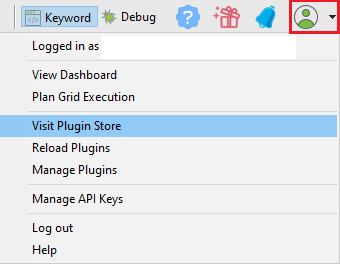 Keyword Debug
Logged in as
View Dashboard
Plan Grid Execution
Visit Plugin Store
Reload Plugins
Manage Plugins
Manage API Keys
Log out
Help